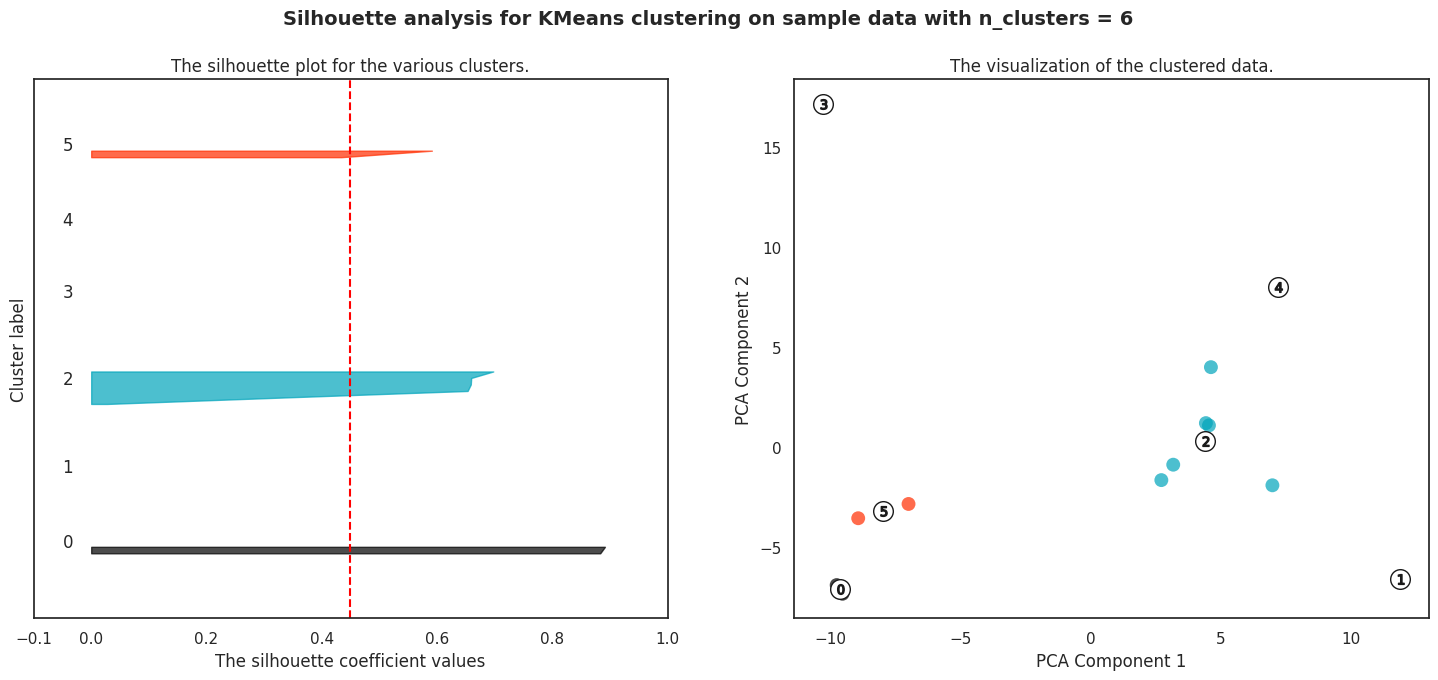 Silhouette analysis for KMeans clustering on sample data with n_clusters = 6
The silhouette plot for the various clusters.
5
4
3
2
1
0
Cluster label
−0.1 0.0 0.2 0.4 0.6 0.8 1.0
The silhouette coefficient values
The visualization of the clustered data.
15
10
5
0
−5
PCA Component 2
3
4
2
5
1
0
−10 −5 0 5 10
PCA Component 1